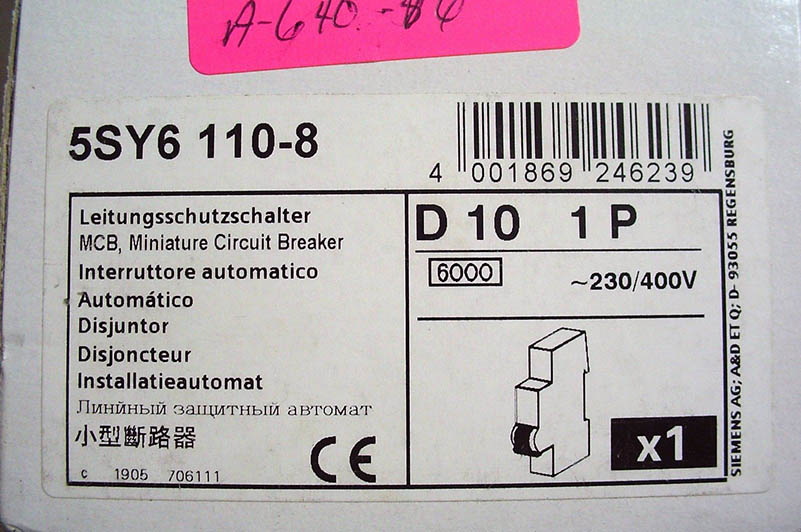 A-640-86
5SY6 110-8
4 001869 246239
Leitungsschutzschalter
MCB, Miniature Circuit Breaker
Interruttore automatico
Automático
Disjuntor
Disjoncteur
Installatieautomat
Линйный защитный автомат
小型斷路器
c 1905 706111
CE
D 10 1 P
6000
~230/400V
x1
SIEMENS AG; A&D ET Q; D- 93055 REGENSBURG